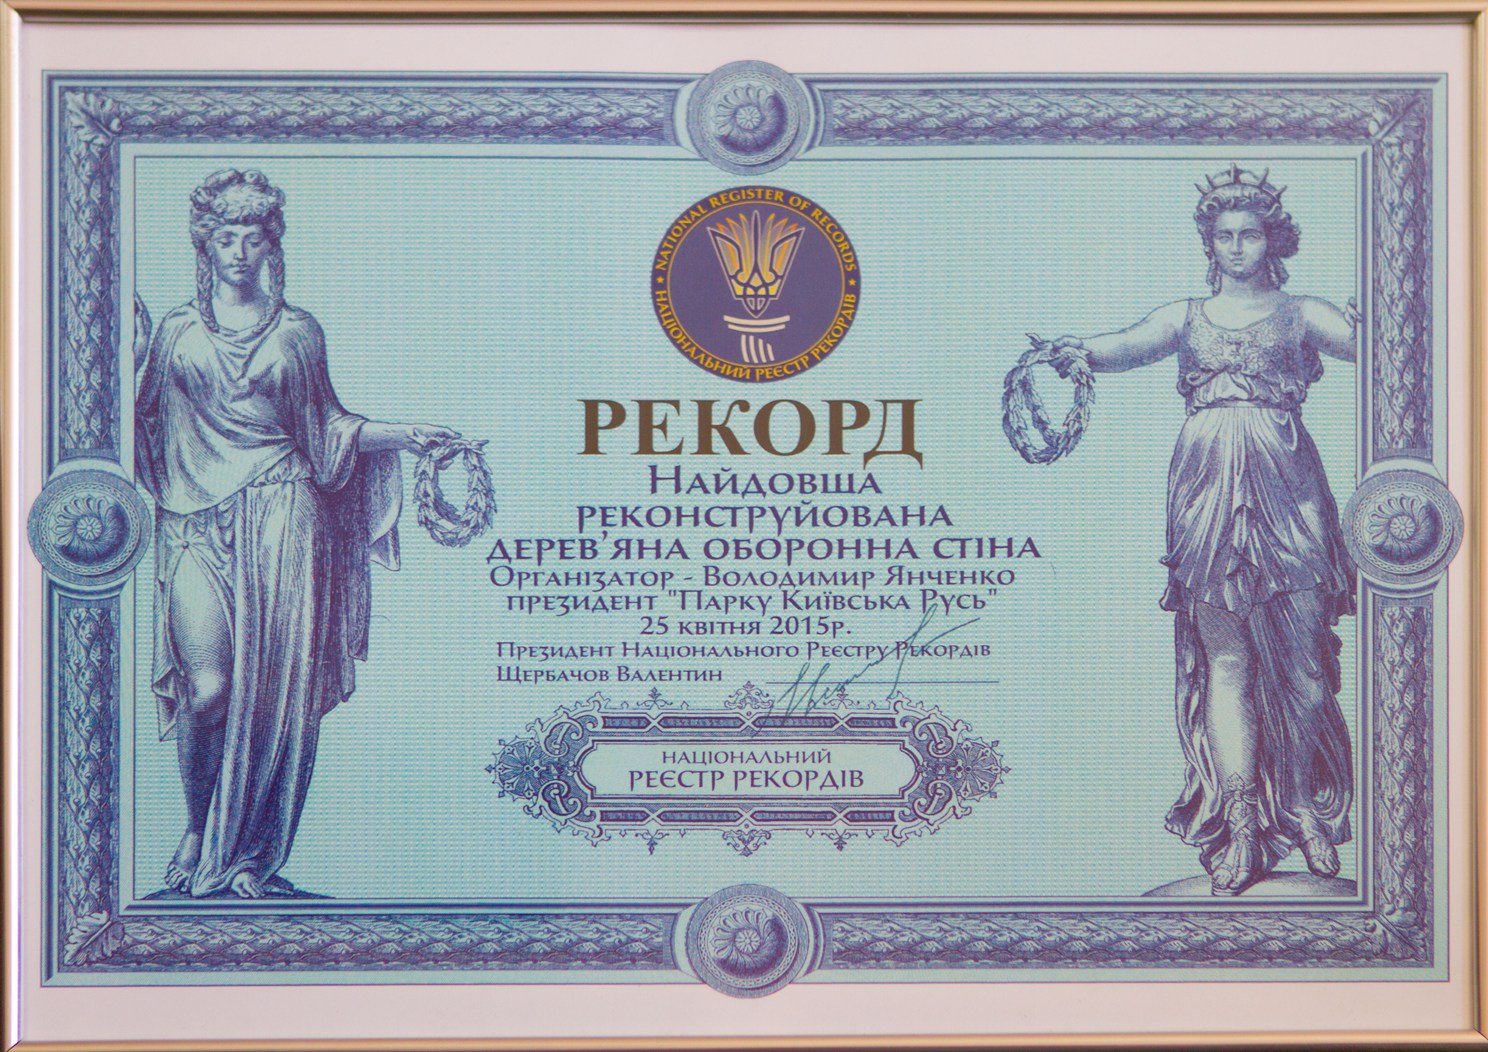 NATIONAL REGISTER OF RECORDS
НАЦІОНАЛЬНИЙ РЕЄСТР РЕКОРДІВ
РЕКОРД
Найдовща
реконструйована
дерев'яна оборонна стіна
Організатор - Володимир Янченко
президент "Парку Київська Русь"
25 квітня 2015р.
Президент Національного Реєстру Рекордів
Щербачов Валентин
НАЦІОНАЛЬНИЙ
РЕЄСТР РЕКОРДІВ